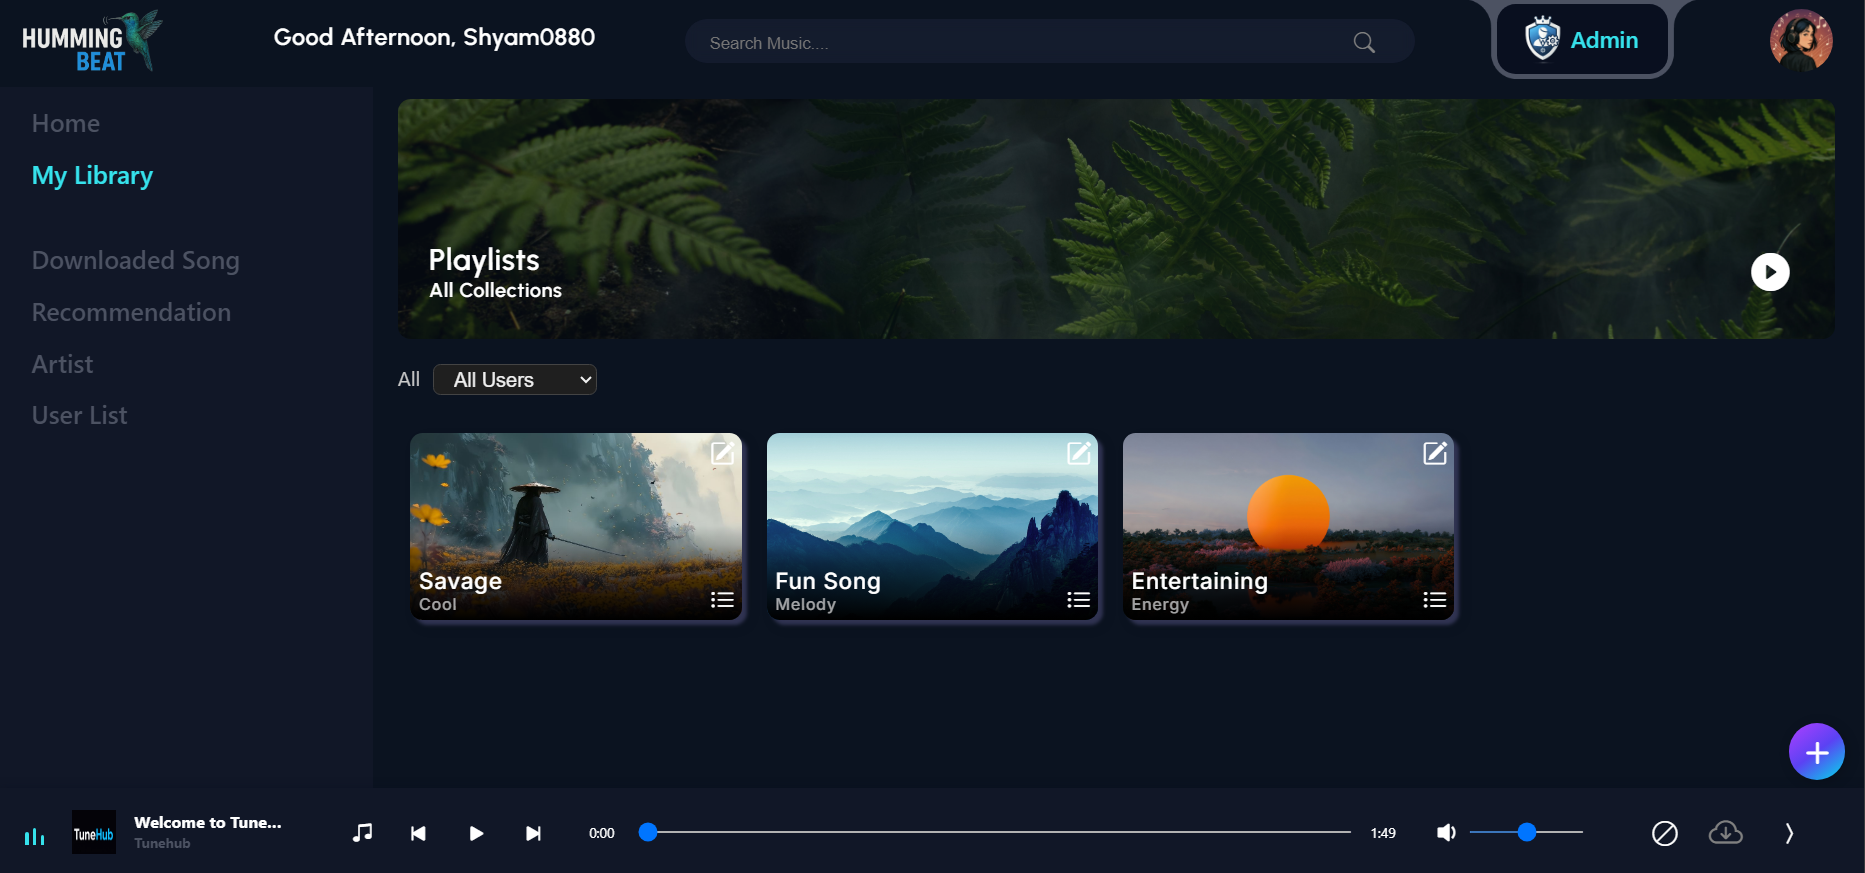 HUMMING
BEAT
Good Afternoon, Shyam0880
Search Music....
Admin
Home
My Library
Downloaded Song
Recommendation
Artist
User List
Playlists
All Collections
All
All Users
Savage
Cool
Fun Song
Melody
Entertaining
Energy
TuneHub
Welcome to Tune...
Tunehub
0:00
1:49